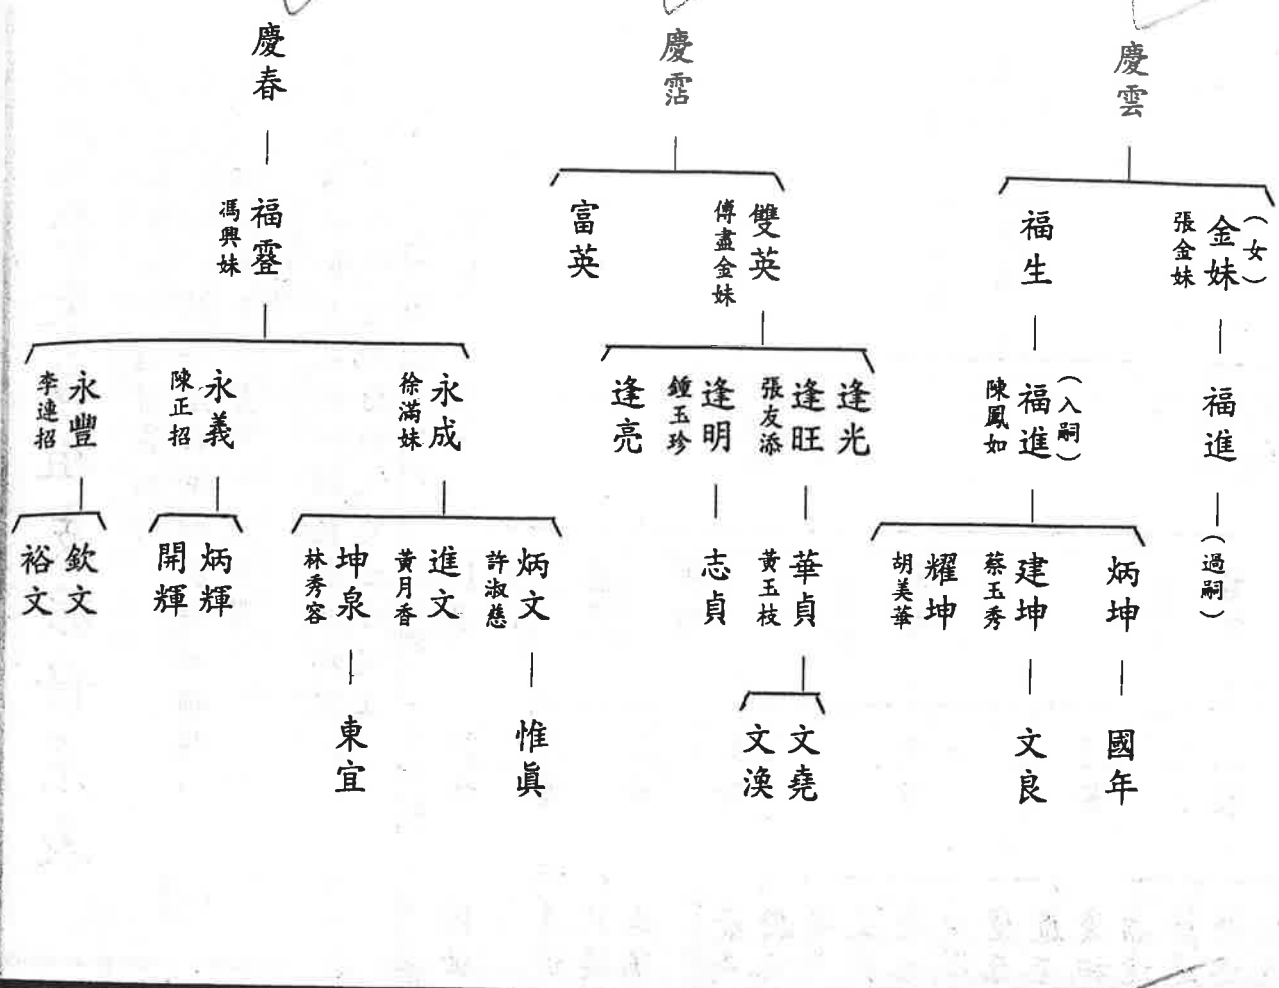 慶雲
金妹
（女）
張金妹
福進
（過嗣）
福生
福進
（入嗣）
陳鳳如
炳坤
國年
建坤
蔡玉秀
文良
耀坤
胡美華
慶霑
雙英
傅盡金妹
逢光
逢旺
張友添
華貞
黃玉枝
文堯
文渙
逢明
鍾玉珍
志貞
逢亮
富英
慶春
福霆
馮興妹
永成
徐滿妹
炳文
許淑慈
惟眞
進文
黃月香
坤泉
林秀容
東宜
永義
陳正招
炳輝
開輝
永豐
李連招
欽文
裕文